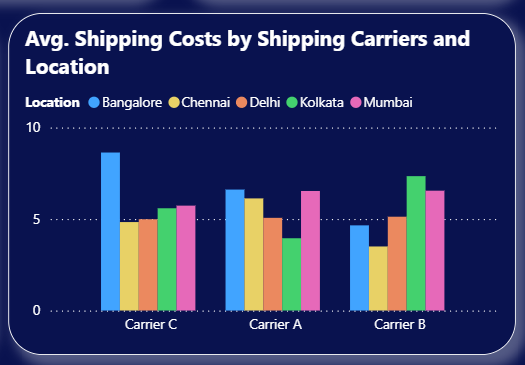 Avg. Shipping Costs by Shipping Carriers and
Location
Location Bangalore Chennai Delhi Kolkata Mumbai
10
5
0
Carrier C Carrier A Carrier B